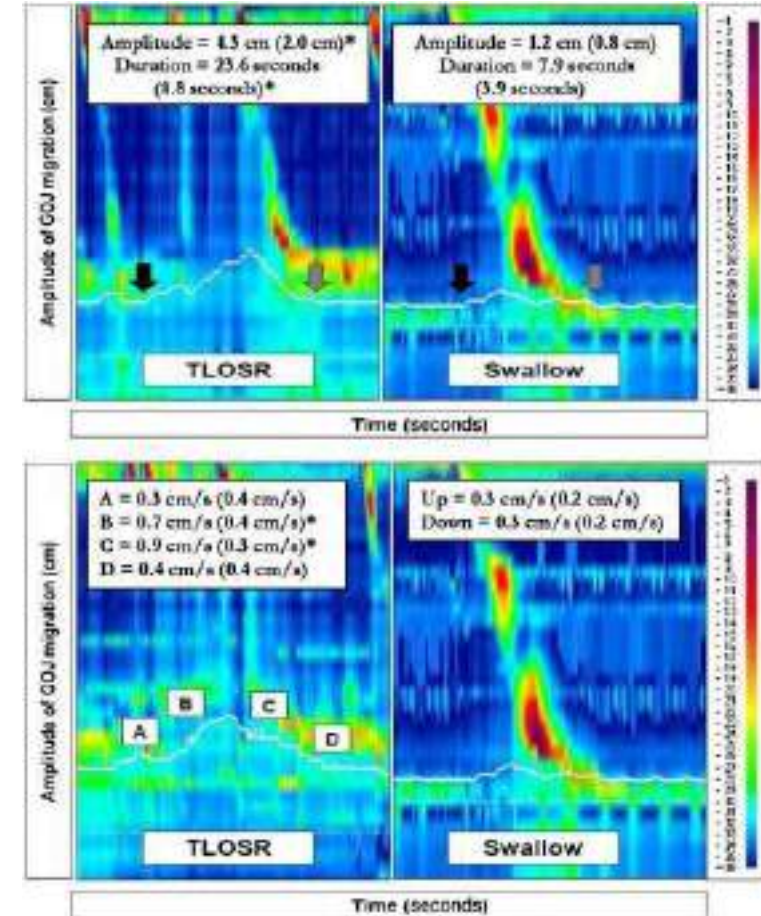 Amplitude of GOJ migration (cm)
Amplitude = 4.3 cm (2.0 cm)*
Duration = 23.6 seconds
(8.8 seconds)*
TLOSR
Amplitude = 1.2 cm (0.8 cm)
Duration = 7.9 seconds
(3.9 seconds)
Swallow
Time (seconds)
Amplitude of GOJ migration (cm)
A = 0.3 cm/s (0.4 cm/s)
B = 0.7 cm/s (0.4 cm/s)*
C = 0.9 cm/s (0.3 cm/s)*
D = 0.4 cm/s (0.4 cm/s)
A
B
C
D
TLOSR
Up = 0.3 cm/s (0.2 cm/s)
Down = 0.3 cm/s (0.2 cm/s)
Swallow
Time (seconds)